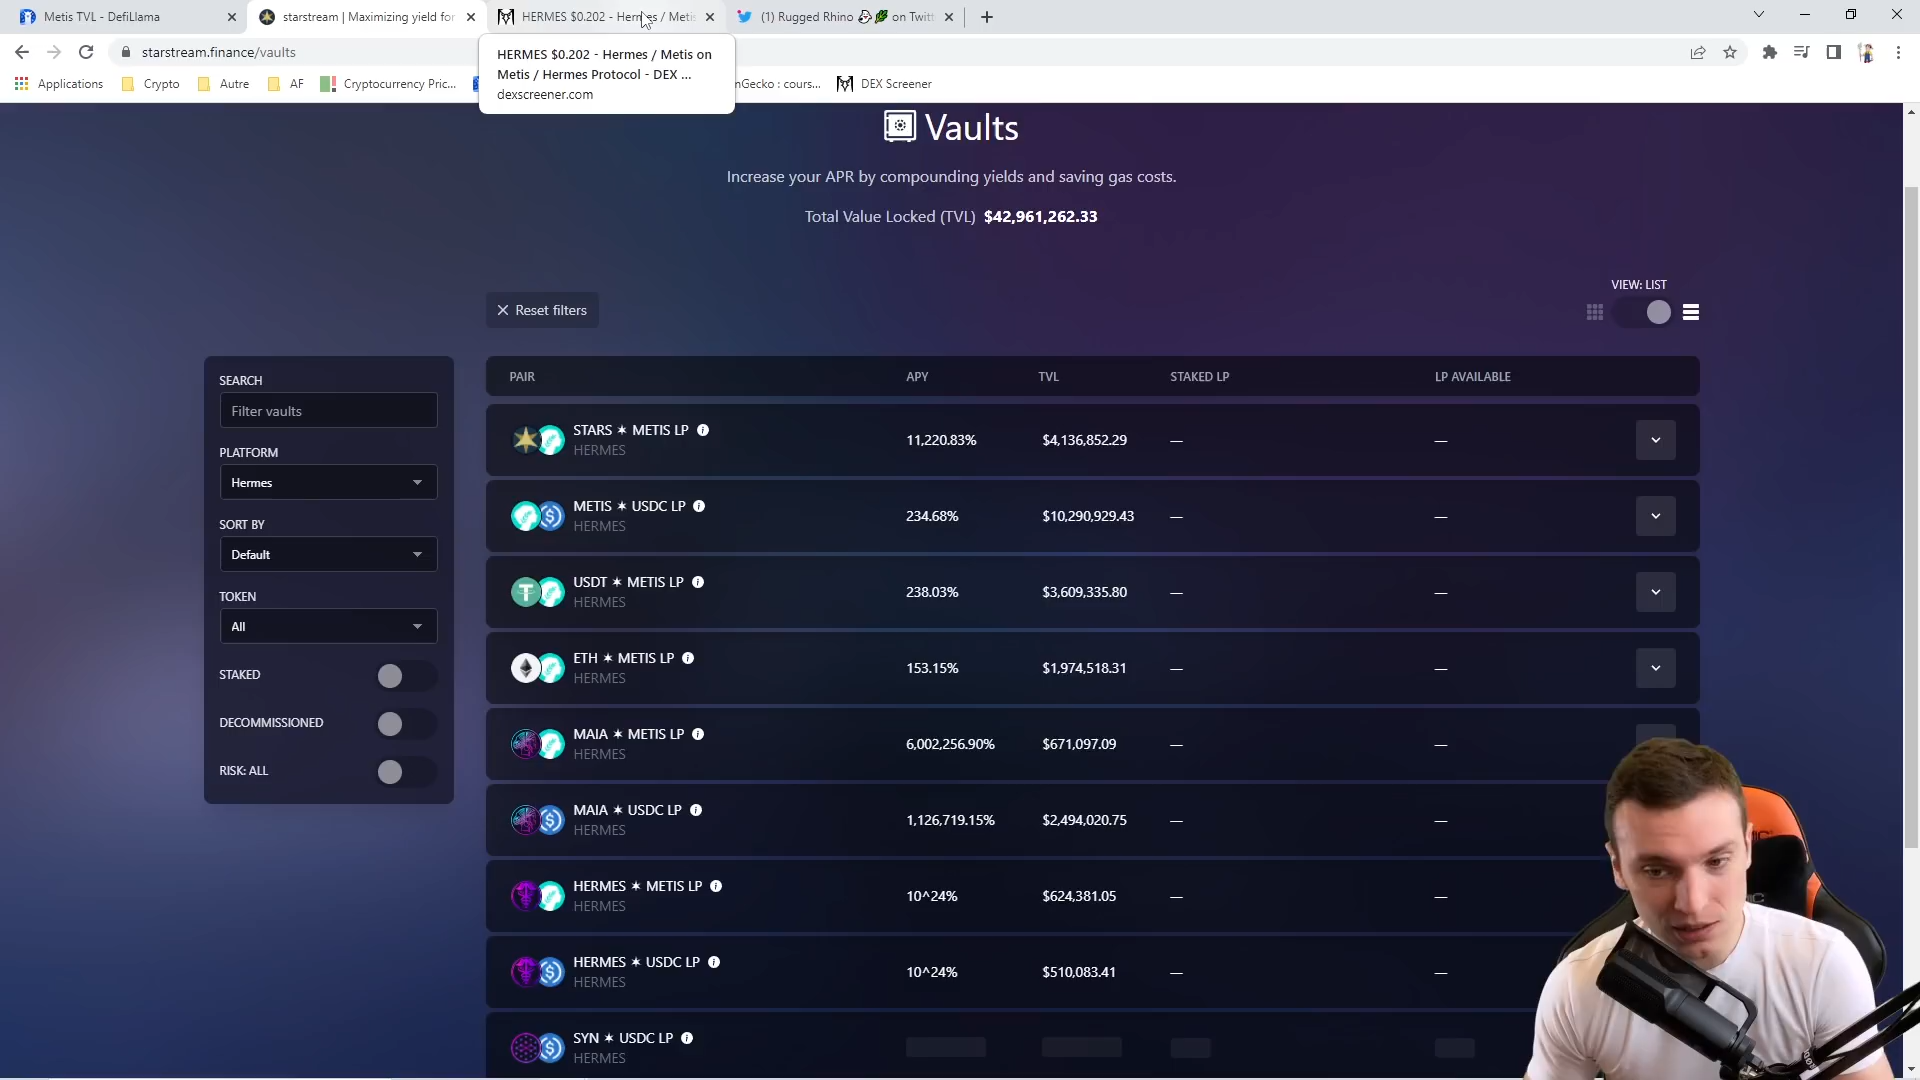 Metis TVL - DefiLlama
starstream | Maximizing yield for
HERMES $0.202 - Hermes / Metis
(1) Rugged Rhino on Twitt
starstream.finance/vaults
HERMES $0.202 - Hermes / Metis on
Metis / Hermes Protocol - DEX ...
dexscreener.com
Applications
Crypto
Autre
AF
Cryptocurrency Pric...
nGecko : cours...
DEX Screener
Vaults
Increase your APR by compounding yields and saving gas costs.
Total Value Locked (TVL) $42,961,262.33
VIEW: LIST
Reset filters
SEARCH
Filter vaults
PLATFORM
Hermes
SORT BY
Default
TOKEN
All
STAKED
DECOMMISSIONED
RISK: ALL
PAIR APY TVL STAKED LP LP AVAILABLE
STARS ✶ METIS LP
HERMES
11,220.83% $4,136,852.29 — —
METIS ✶ USDC LP
HERMES
234.68% $10,290,929.43 — —
USDT ✶ METIS LP
HERMES
238.03% $3,609,335.80 — —
ETH ✶ METIS LP
HERMES
153.15% $1,974,518.31 — —
MAIA ✶ METIS LP
HERMES
6,002,256.90% $671,097.09 — —
MAIA ✶ USDC LP
HERMES
1,126,719.15% $2,494,020.75 — —
HERMES ✶ METIS LP
HERMES
10^24% $624,381.05 — —
HERMES ✶ USDC LP
HERMES
10^24% $510,083.41 — —
SYN ✶ USDC LP
HERMES